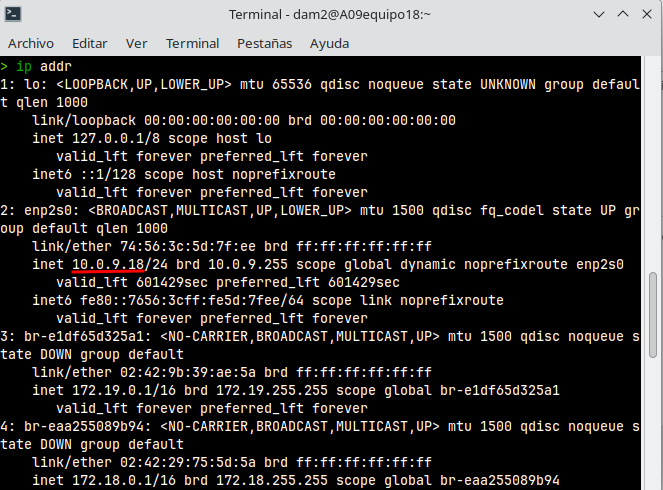 Terminal - dam2@A09equipo18:~
Archivo Editar Ver Terminal Pestañas Ayuda
> ip addr
1: lo: <LOOPBACK,UP,LOWER_UP> mtu 65536 qdisc noqueue state UNKNOWN group defaul
t qlen 1000
    link/loopback 00:00:00:00:00:00 brd 00:00:00:00:00:00
    inet 127.0.0.1/8 scope host lo
       valid_lft forever preferred_lft forever
    inet6 ::1/128 scope host noprefixroute
       valid_lft forever preferred_lft forever
2: enp2s0: <BROADCAST,MULTICAST,UP,LOWER_UP> mtu 1500 qdisc fq_codel state UP gr
oup default qlen 1000
    link/ether 74:56:3c:5d:7f:ee brd ff:ff:ff:ff:ff:ff
    inet 10.0.9.18/24 brd 10.0.9.255 scope global dynamic noprefixroute enp2s0
       valid_lft 601429sec preferred_lft 601429sec
    inet6 fe80::7656:3cff:fe5d:7fee/64 scope link noprefixroute
       valid_lft forever preferred_lft forever
3: br-e1df65d325a1: <NO-CARRIER,BROADCAST,MULTICAST,UP> mtu 1500 qdisc noqueue s
tate DOWN group default
    link/ether 02:42:9b:39:ae:5a brd ff:ff:ff:ff:ff:ff
    inet 172.19.0.1/16 brd 172.19.255.255 scope global br-e1df65d325a1
       valid_lft forever preferred_lft forever
4: br-eaa255089b94: <NO-CARRIER,BROADCAST,MULTICAST,UP> mtu 1500 qdisc noqueue s
tate DOWN group default
    link/ether 02:42:29:75:5d:5a brd ff:ff:ff:ff:ff:ff
    inet 172.18.0.1/16 brd 172.18.255.255 scope global br-eaa255089b94